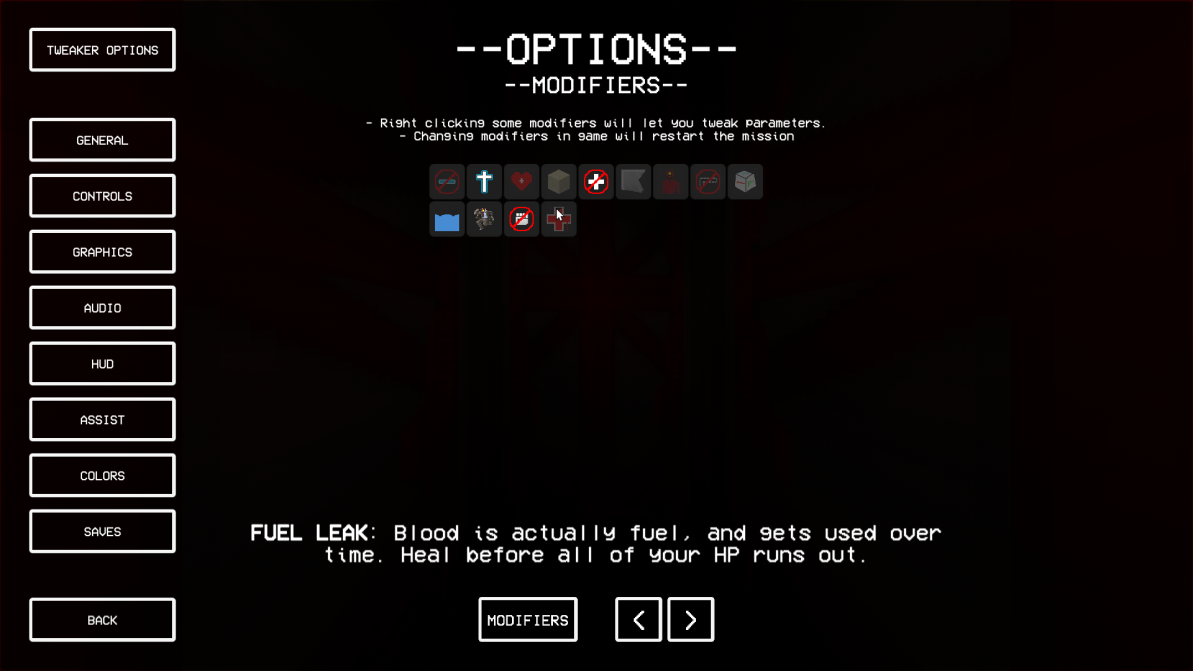 TWEAKER OPTIONS
--OPTIONS--
--MODIFIERS--
- Right clicking some modifiers will let you tweak parameters.
- Changing modifiers in game will restart the mission
GENERAL
CONTROLS
GRAPHICS
AUDIO
HUD
ASSIST
COLORS
SAVES
FUEL LEAK: Blood is actually fuel, and gets used over
time. Heal before all of your HP runs out.
BACK
MODIFIERS
< >